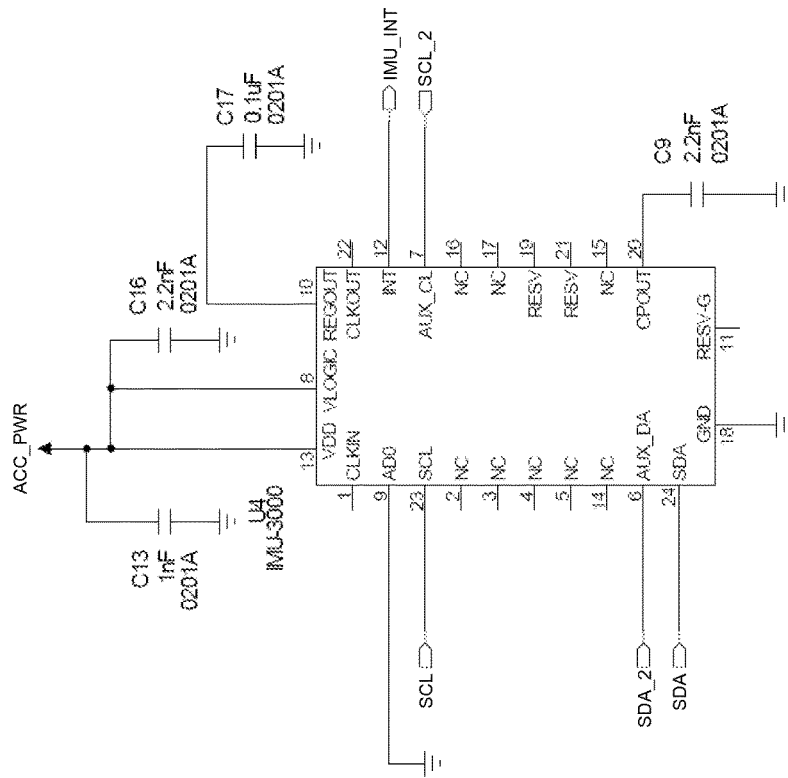 ACC_PWR
C13
1nF
0201A
C16
2.2nF
0201A
C17
0.1uF
0201A
U4
IMU-3000
13
VDD
8
VLOGIC
10
REGOUT
1
CLKIN
9
AD0
23
SCL
2
NC
3
NC
4
NC
5
NC
14
NC
6
AUX_DA
24
SDA
22
CLKOUT
12
INT
7
AUX_CL
16
NC
17
NC
19
RESV
21
RESV
15
NC
20
CPOUT
18
GND
11
RESV-G
IMU_INT
SCL_2
C9
2.2nF
0201A
SCL
SDA_2
SDA